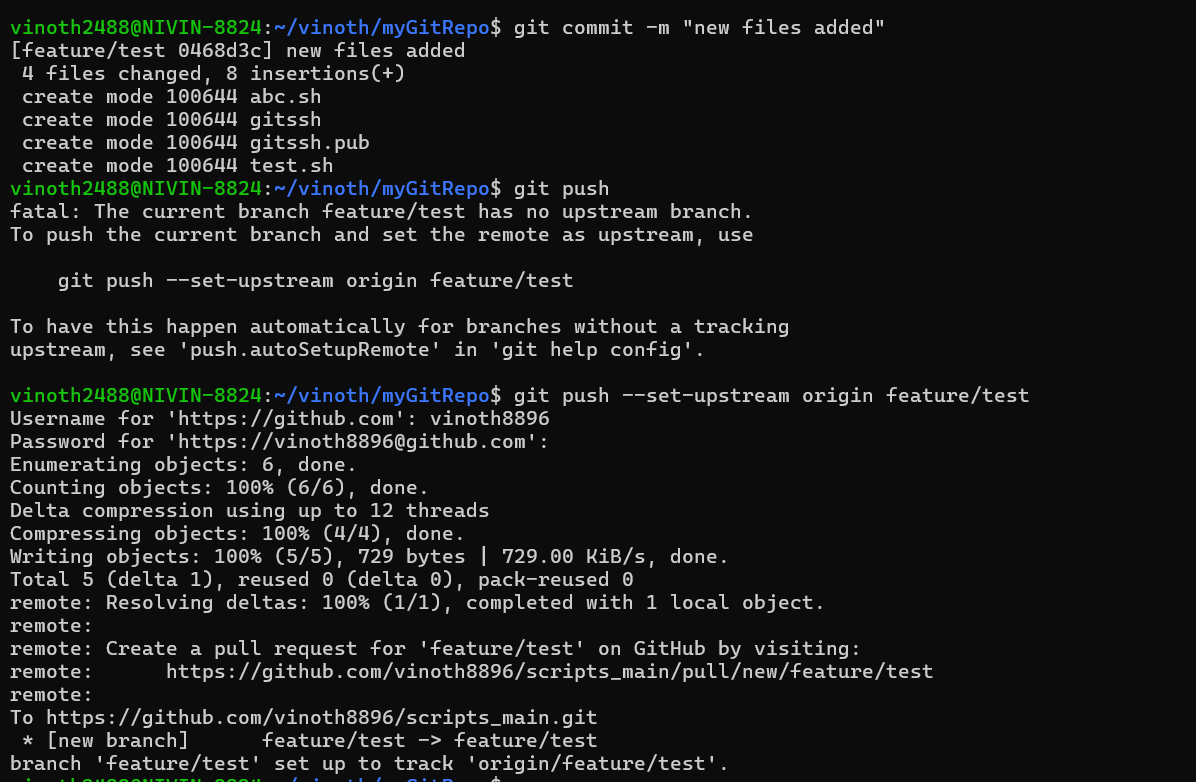 vinoth2488@NIVIN-8824:~/vinoth/myGitRepo$ git commit -m "new files added"
[feature/test 0468d3c] new files added
 4 files changed, 8 insertions(+)
 create mode 100644 abc.sh
 create mode 100644 gitssh
 create mode 100644 gitssh.pub
 create mode 100644 test.sh
vinoth2488@NIVIN-8824:~/vinoth/myGitRepo$ git push
fatal: The current branch feature/test has no upstream branch.
To push the current branch and set the remote as upstream, use

    git push --set-upstream origin feature/test

To have this happen automatically for branches without a tracking
upstream, see 'push.autoSetupRemote' in 'git help config'.

vinoth2488@NIVIN-8824:~/vinoth/myGitRepo$ git push --set-upstream origin feature/test
Username for 'https://github.com': vinoth8896
Password for 'https://vinoth8896@github.com':
Enumerating objects: 6, done.
Counting objects: 100% (6/6), done.
Delta compression using up to 12 threads
Compressing objects: 100% (4/4), done.
Writing objects: 100% (5/5), 729 bytes | 729.00 KiB/s, done.
Total 5 (delta 1), reused 0 (delta 0), pack-reused 0
remote: Resolving deltas: 100% (1/1), completed with 1 local object.
remote:
remote: Create a pull request for 'feature/test' on GitHub by visiting:
remote:      https://github.com/vinoth8896/scripts_main/pull/new/feature/test
remote:
To https://github.com/vinoth8896/scripts_main.git
 * [new branch]      feature/test -> feature/test
branch 'feature/test' set up to track 'origin/feature/test'.